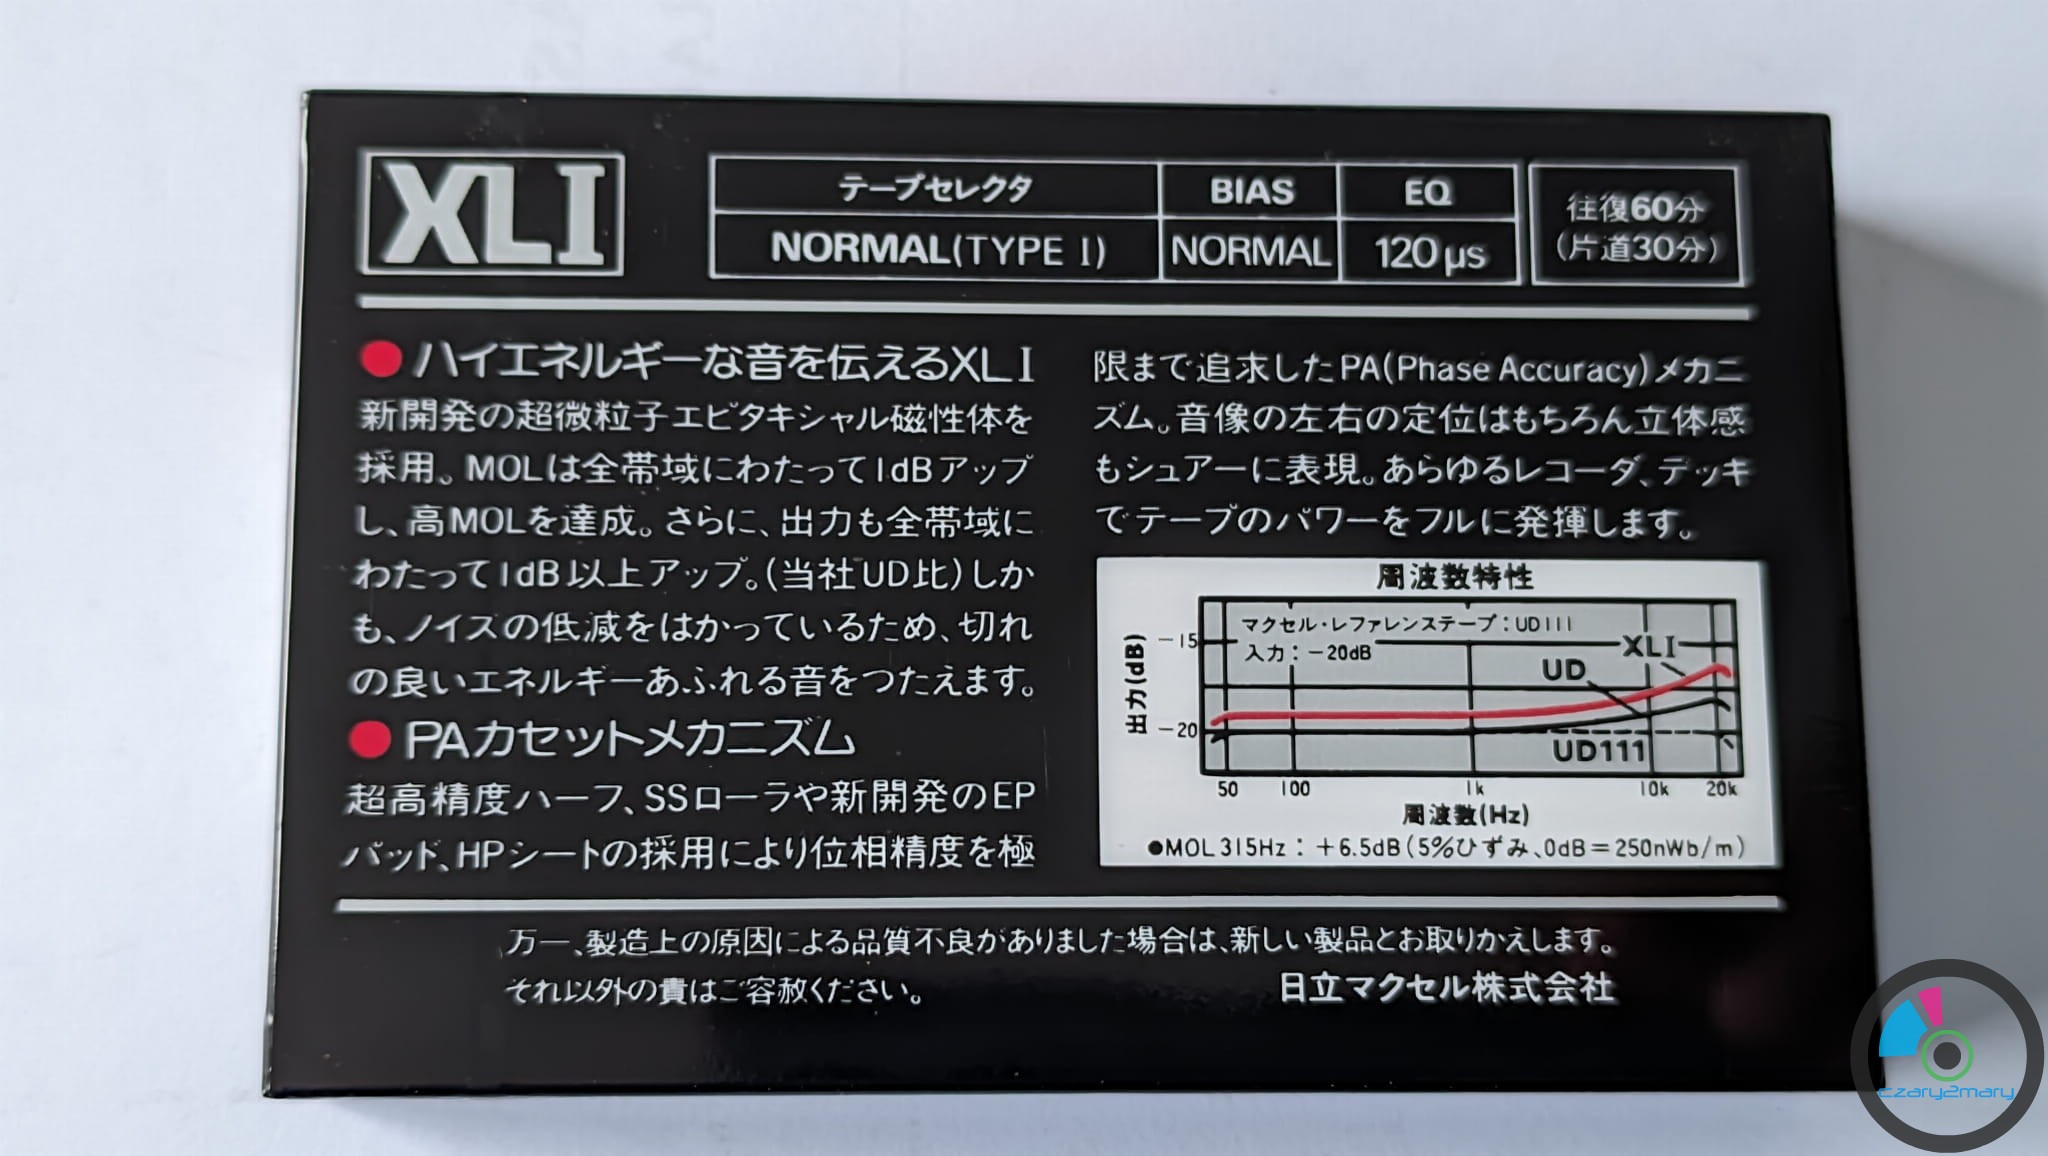 XLI
テープセレクタ BIAS EQ
NORMAL(TYPE I) NORMAL 120μs
往復60分
(片道30分)
●ハイエネルギーな音を伝えるXLI
新開発の超微粒子エピタキシャル磁性体を
採用。MOLは全帯域にわたって1dBアップ
し、高MOLを達成。さらに、出力も全帯域に
わたって1dB以上アップ。(当社UD比)しか
も、ノイズの低減をはかっているため、切れ
の良いエネルギーあふれる音をつたえます。
●PAカセットメカニズム
超高精度ハーフ、SSローラや新開発のEP
パッド、HPシートの採用により位相精度を極
限まで追求したPA(Phase Accuracy)メカニ
ズム。音像の左右の定位はもちろん立体感
もシュアーに表現。あらゆるレコーダ、デッキ
でテープのパワーをフルに発揮します。
周波数特性
マクセル・レファレンステープ:UD111
入力:−20dB
XLI
UD
UD111
出力(dB)
−15
−20
50 100 1k 10k 20k
周波数(Hz)
●MOL315Hz:+6.5dB(5%ひずみ、0dB=250nWb/m)
万一、製造上の原因による品質不良がありました場合は、新しい製品とお取りかえします。
それ以外の責はご容赦ください。
日立マクセル株式会社
czary2mary